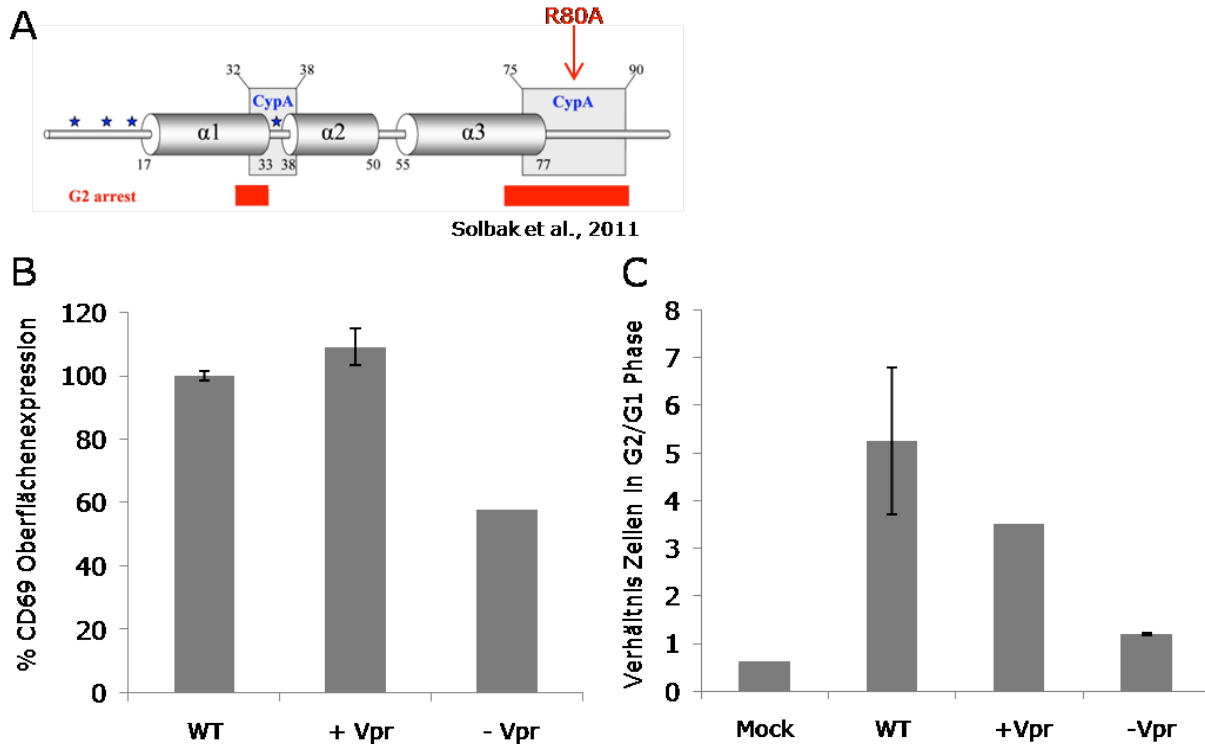 A
R80A
32 38 75 90
CypA CypA
α1 α2 α3
17 33 38 50 55 77
G2 arrest
Solbak et al., 2011
B
% CD69 Oberflächenexpression
120
100
80
60
40
20
0
WT + Vpr - Vpr
C
Verhältnis Zellen in G2/G1 Phase
8
7
6
5
4
3
2
1
0
Mock WT +Vpr -Vpr